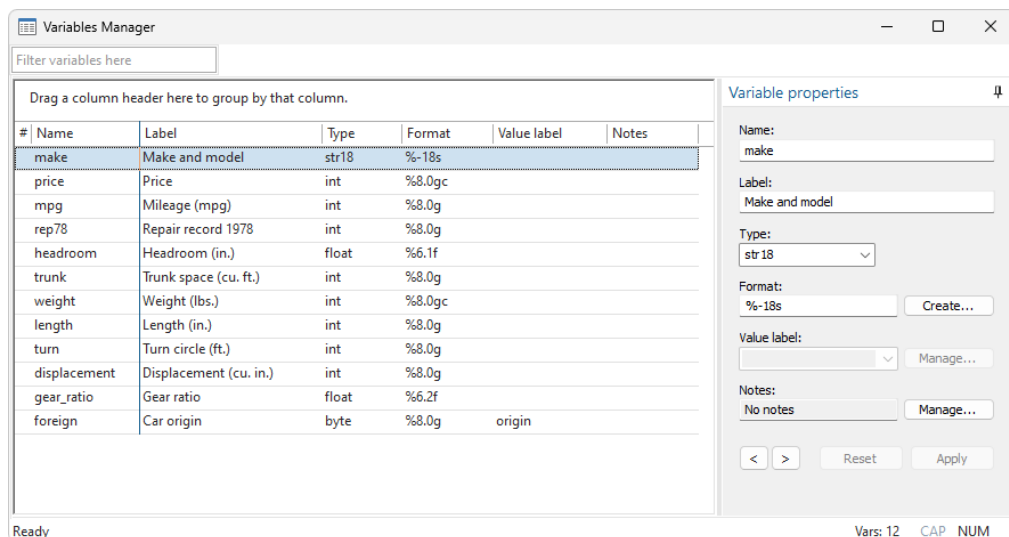 Variables Manager
Filter variables here
Drag a column header here to group by that column.
# Name Label Type Format Value label Notes
make Make and model str18 %-18s
price Price int %8.0gc
mpg Mileage (mpg) int %8.0g
rep78 Repair record 1978 int %8.0g
headroom Headroom (in.) float %6.1f
trunk Trunk space (cu. ft.) int %8.0g
weight Weight (lbs.) int %8.0gc
length Length (in.) int %8.0g
turn Turn circle (ft.) int %8.0g
displacement Displacement (cu. in.) int %8.0g
gear_ratio Gear ratio float %6.2f
foreign Car origin byte %8.0g origin
Variable properties
Name:
make
Label:
Make and model
Type:
str18
Format:
%-18s Create...
Value label:
Manage...
Notes:
No notes Manage...
< > Reset Apply
Ready Vars: 12 CAP NUM